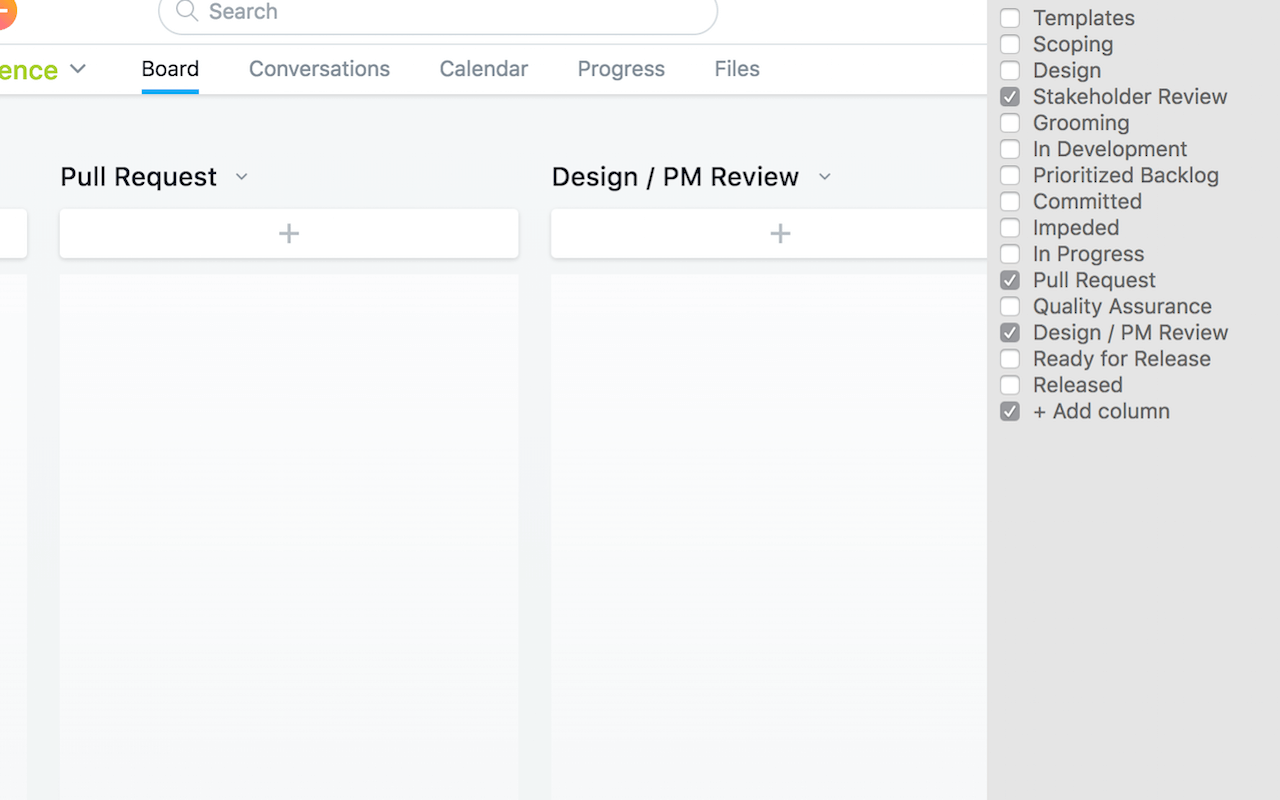 Search
ence
Board
Conversations
Calendar
Progress
Files
Pull Request
Design / PM Review
Templates
Scoping
Design
Stakeholder Review
Grooming
In Development
Prioritized Backlog
Committed
Impeded
In Progress
Pull Request
Quality Assurance
Design / PM Review
Ready for Release
Released
+ Add column